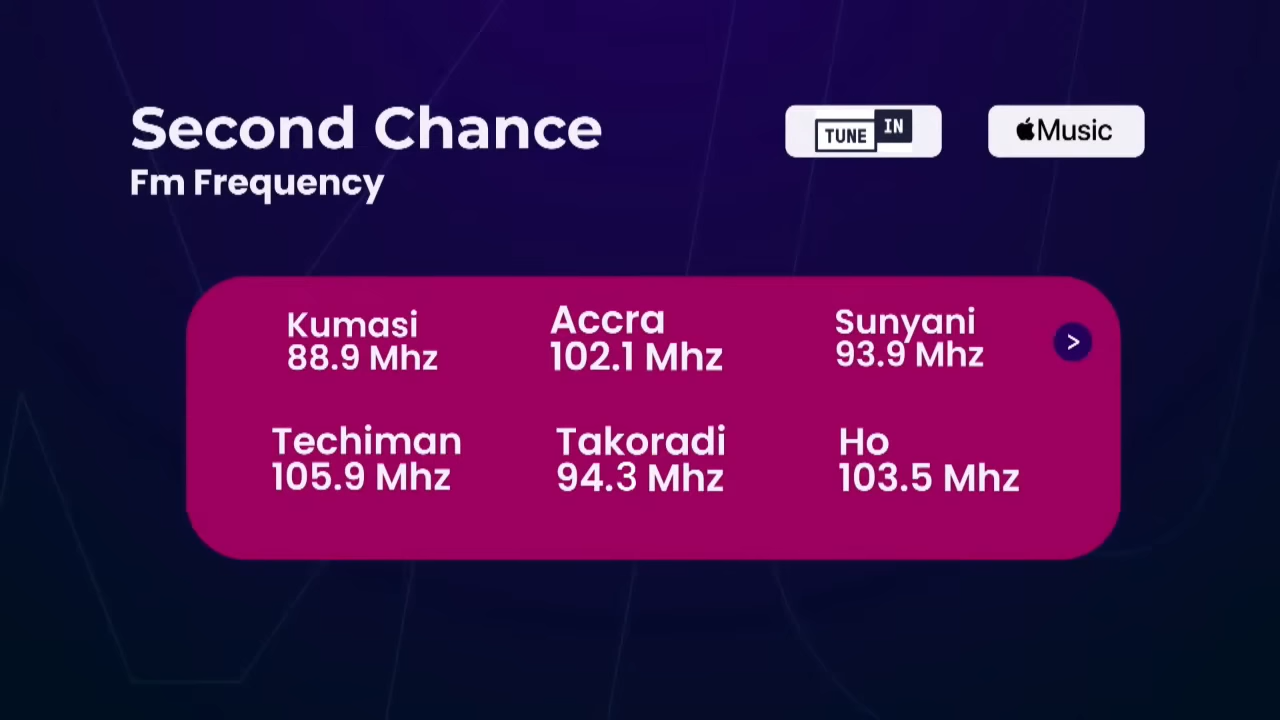 Second Chance
Fm Frequency
TUNE IN
Music
Kumasi
88.9 Mhz
Accra
102.1 Mhz
Sunyani
93.9 Mhz
>
Techiman
105.9 Mhz
Takoradi
94.3 Mhz
Ho
103.5 Mhz